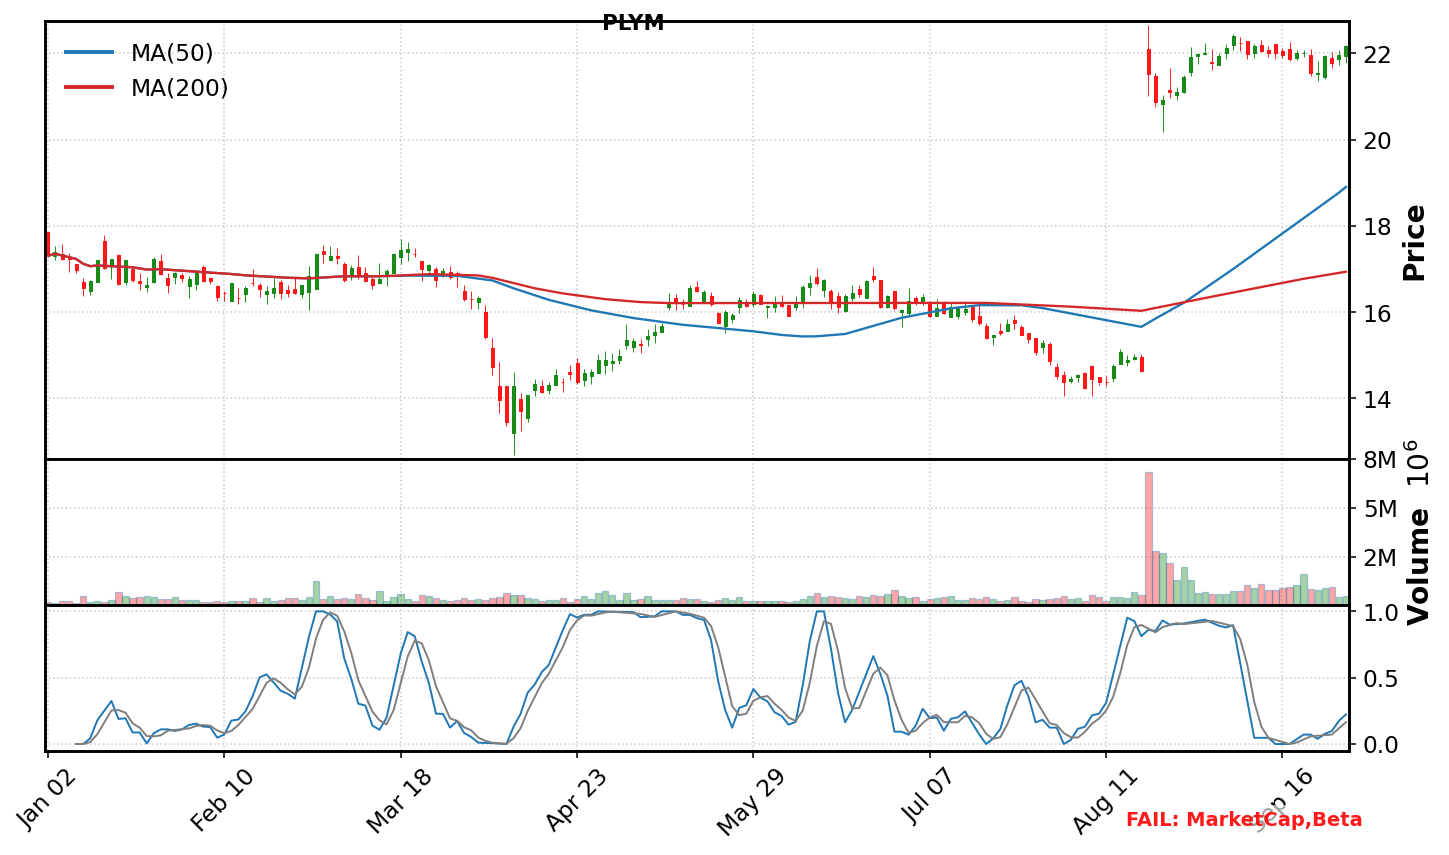 PLYM
MA(50)
MA(200)
22
20
18
16
14
Price
8M
5M
2M
Volume 10^6
1.0
0.5
0.0
Jan 02
Feb 10
Mar 18
Apr 23
May 29
Jul 07
Aug 11
Sep 16
FAIL: MarketCap,Beta